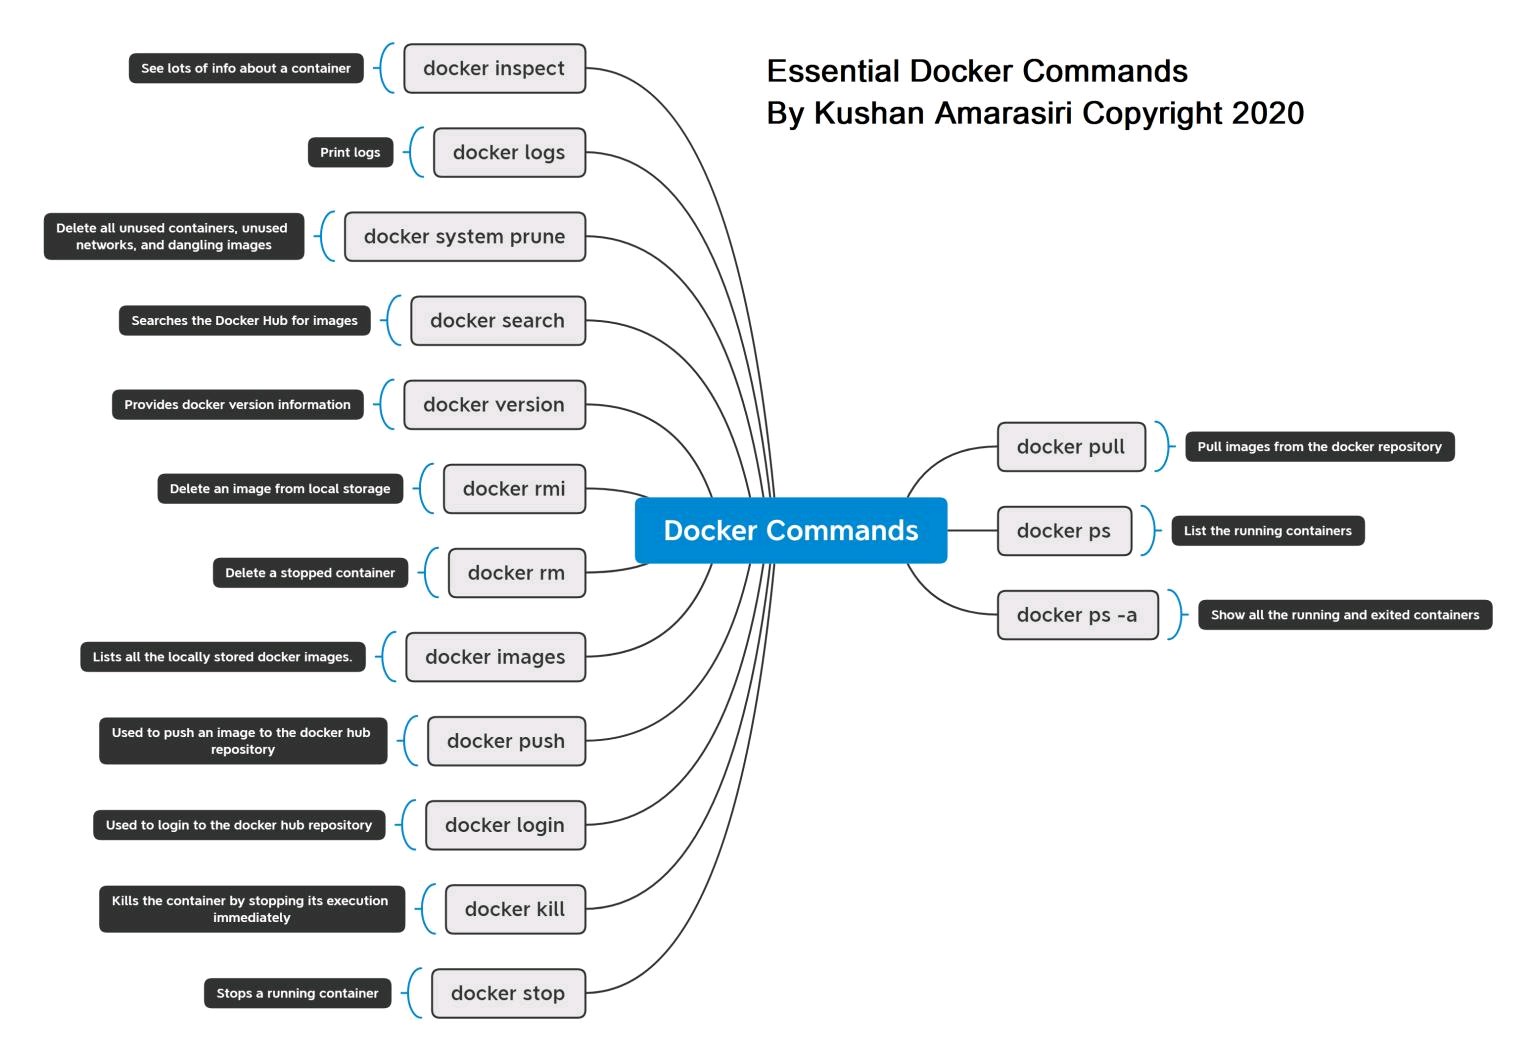 Essential Docker Commands
By Kushan Amarasiri Copyright 2020
See lots of info about a container
docker inspect
Print logs
docker logs
Delete all unused containers, unused
networks, and dangling images
docker system prune
Searches the Docker Hub for images
docker search
Provides docker version information
docker version
Delete an image from local storage
docker rmi
Delete a stopped container
docker rm
Lists all the locally stored docker images.
docker images
Used to push an image to the docker hub
repository
docker push
Used to login to the docker hub repository
docker login
Kills the container by stopping its execution
immediately
docker kill
Stops a running container
docker stop
Docker Commands
docker pull
Pull images from the docker repository
docker ps
List the running containers
docker ps -a
Show all the running and exited containers